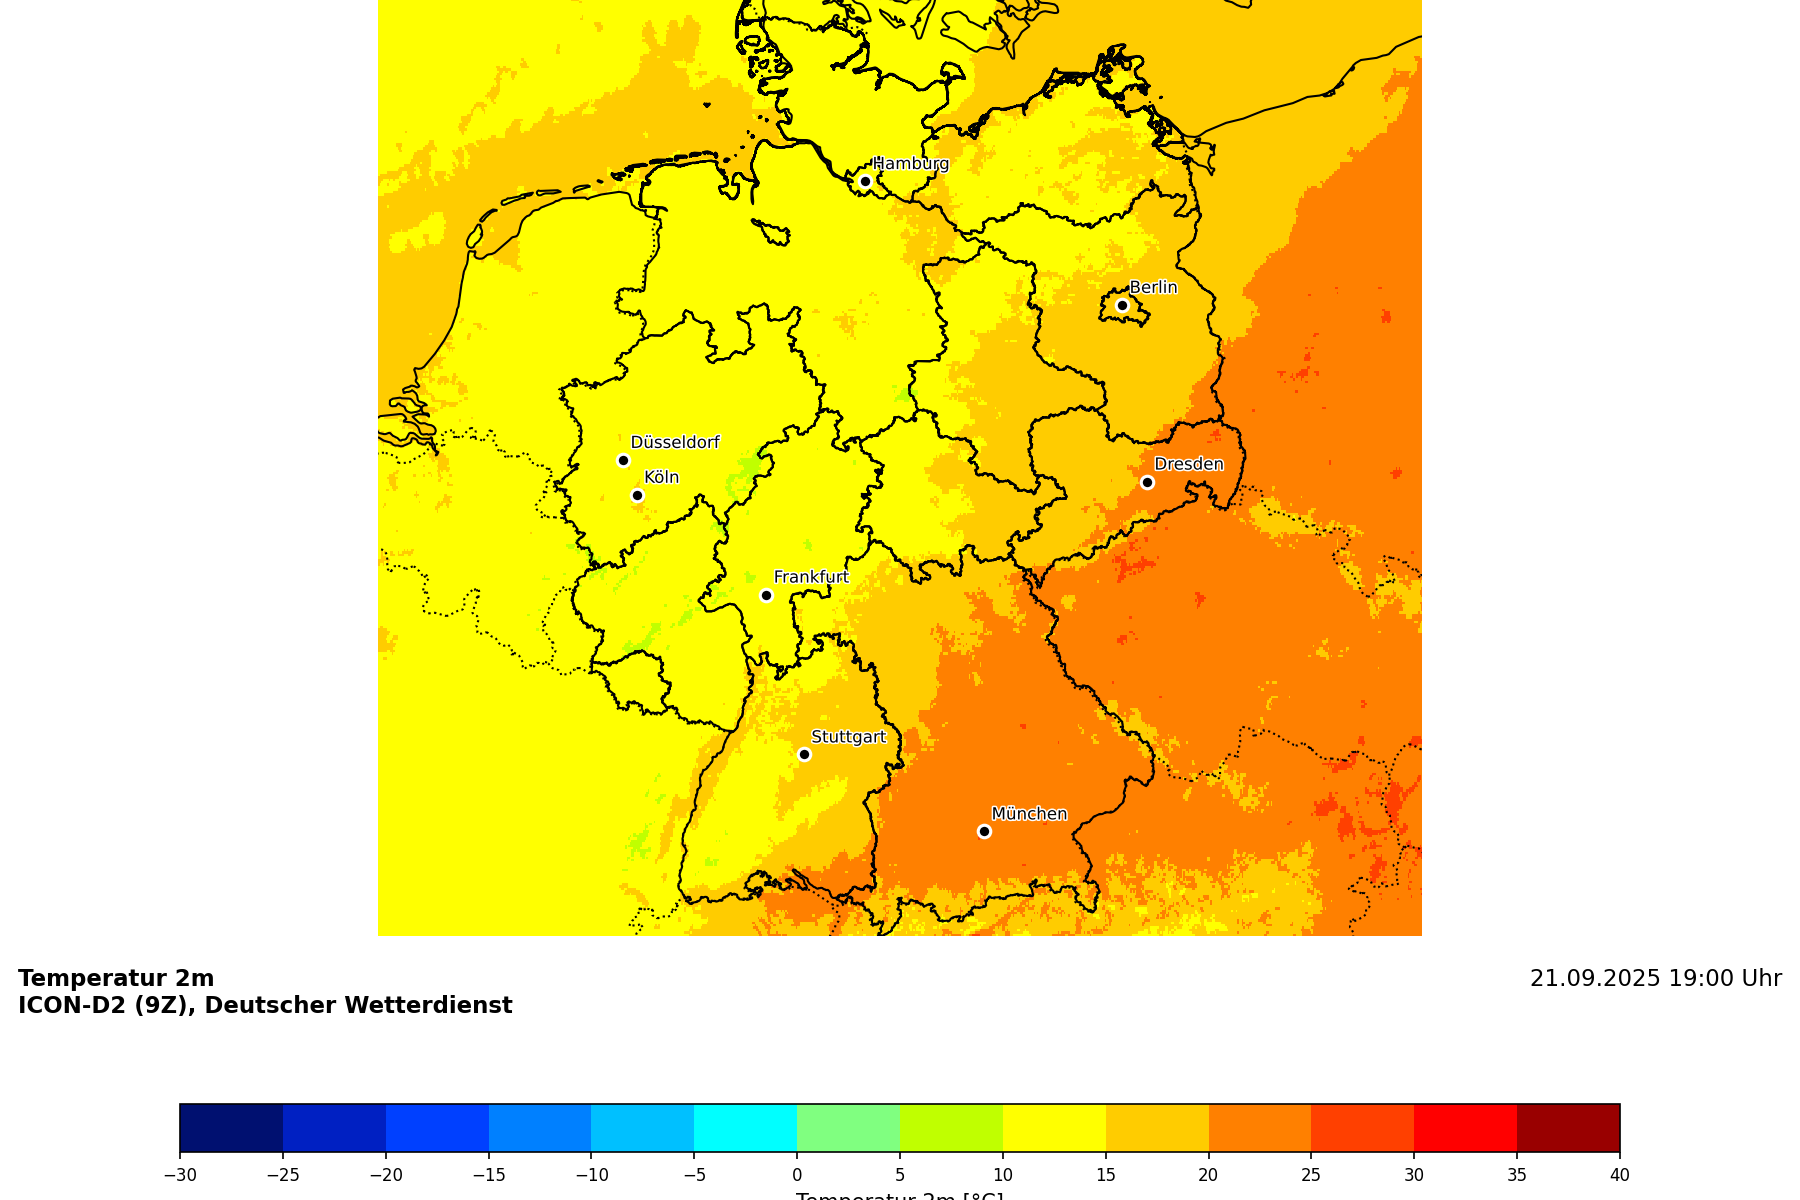 Hamburg
Berlin
Düsseldorf
Köln
Dresden
Frankfurt
Stuttgart
München
Temperatur 2m
ICON-D2 (9Z), Deutscher Wetterdienst
21.09.2025 19:00 Uhr
−30 −25 −20 −15 −10 −5 0 5 10 15 20 25 30 35 40
Temperatur 2m [°C]